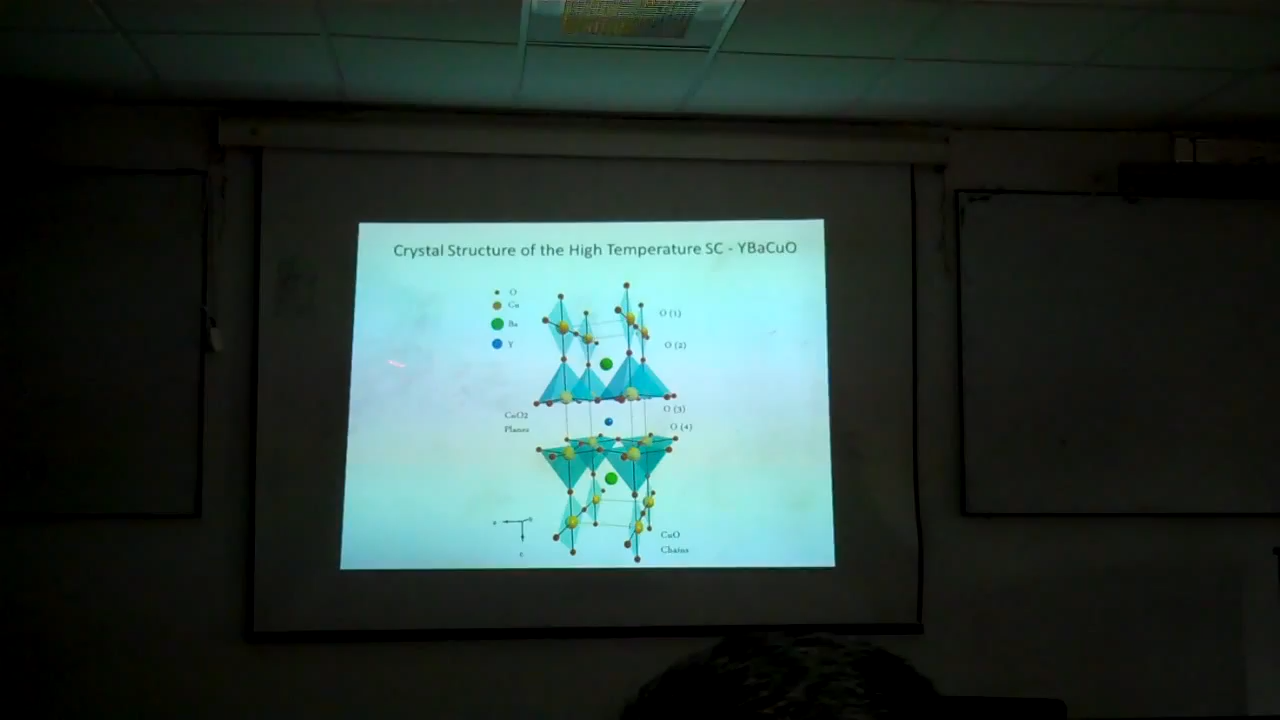 Crystal Structure of the High Temperature SC - YBaCuO
O
Cu
Ba
Y
O (1)
O (2)
O (3)
O (4)
CuO2
Planes
CuO
Chains